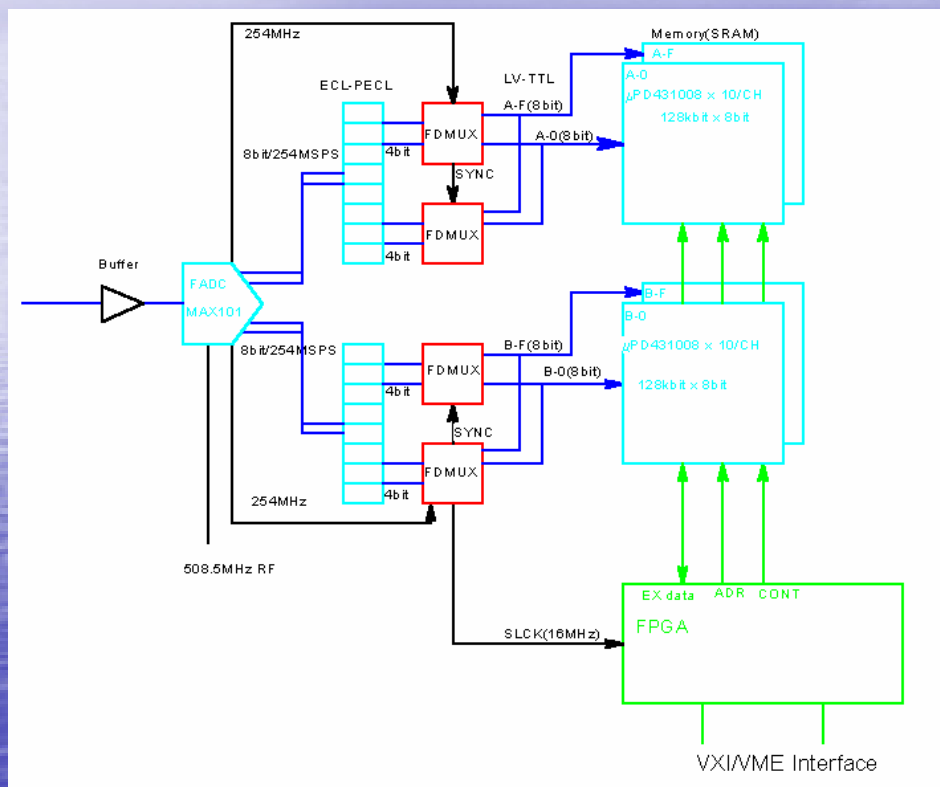 254MHz
Memory(SRAM)
A-F
ECL-PECL
LV-TTL
A-0
A-F(8bit)
μPD431008 x 10/CH
128kbit x 8bit
FDMUX
A-0(8bit)
8bit/254MSPS
4bit
SYNC
FDMUX
4bit
Buffer
FADC
MAX101
B-F
B-0
B-F(8bit)
μPD431008 x 10/CH
8bit/254MSPS
FDMUX
B-0(8bit)
128kbit x 8bit
4bit
SYNC
FDMUX
4bit
254MHz
508.5MHz RF
EX data
ADR
CONT
FPGA
SLCK(16MHz)
VXI/VME Interface